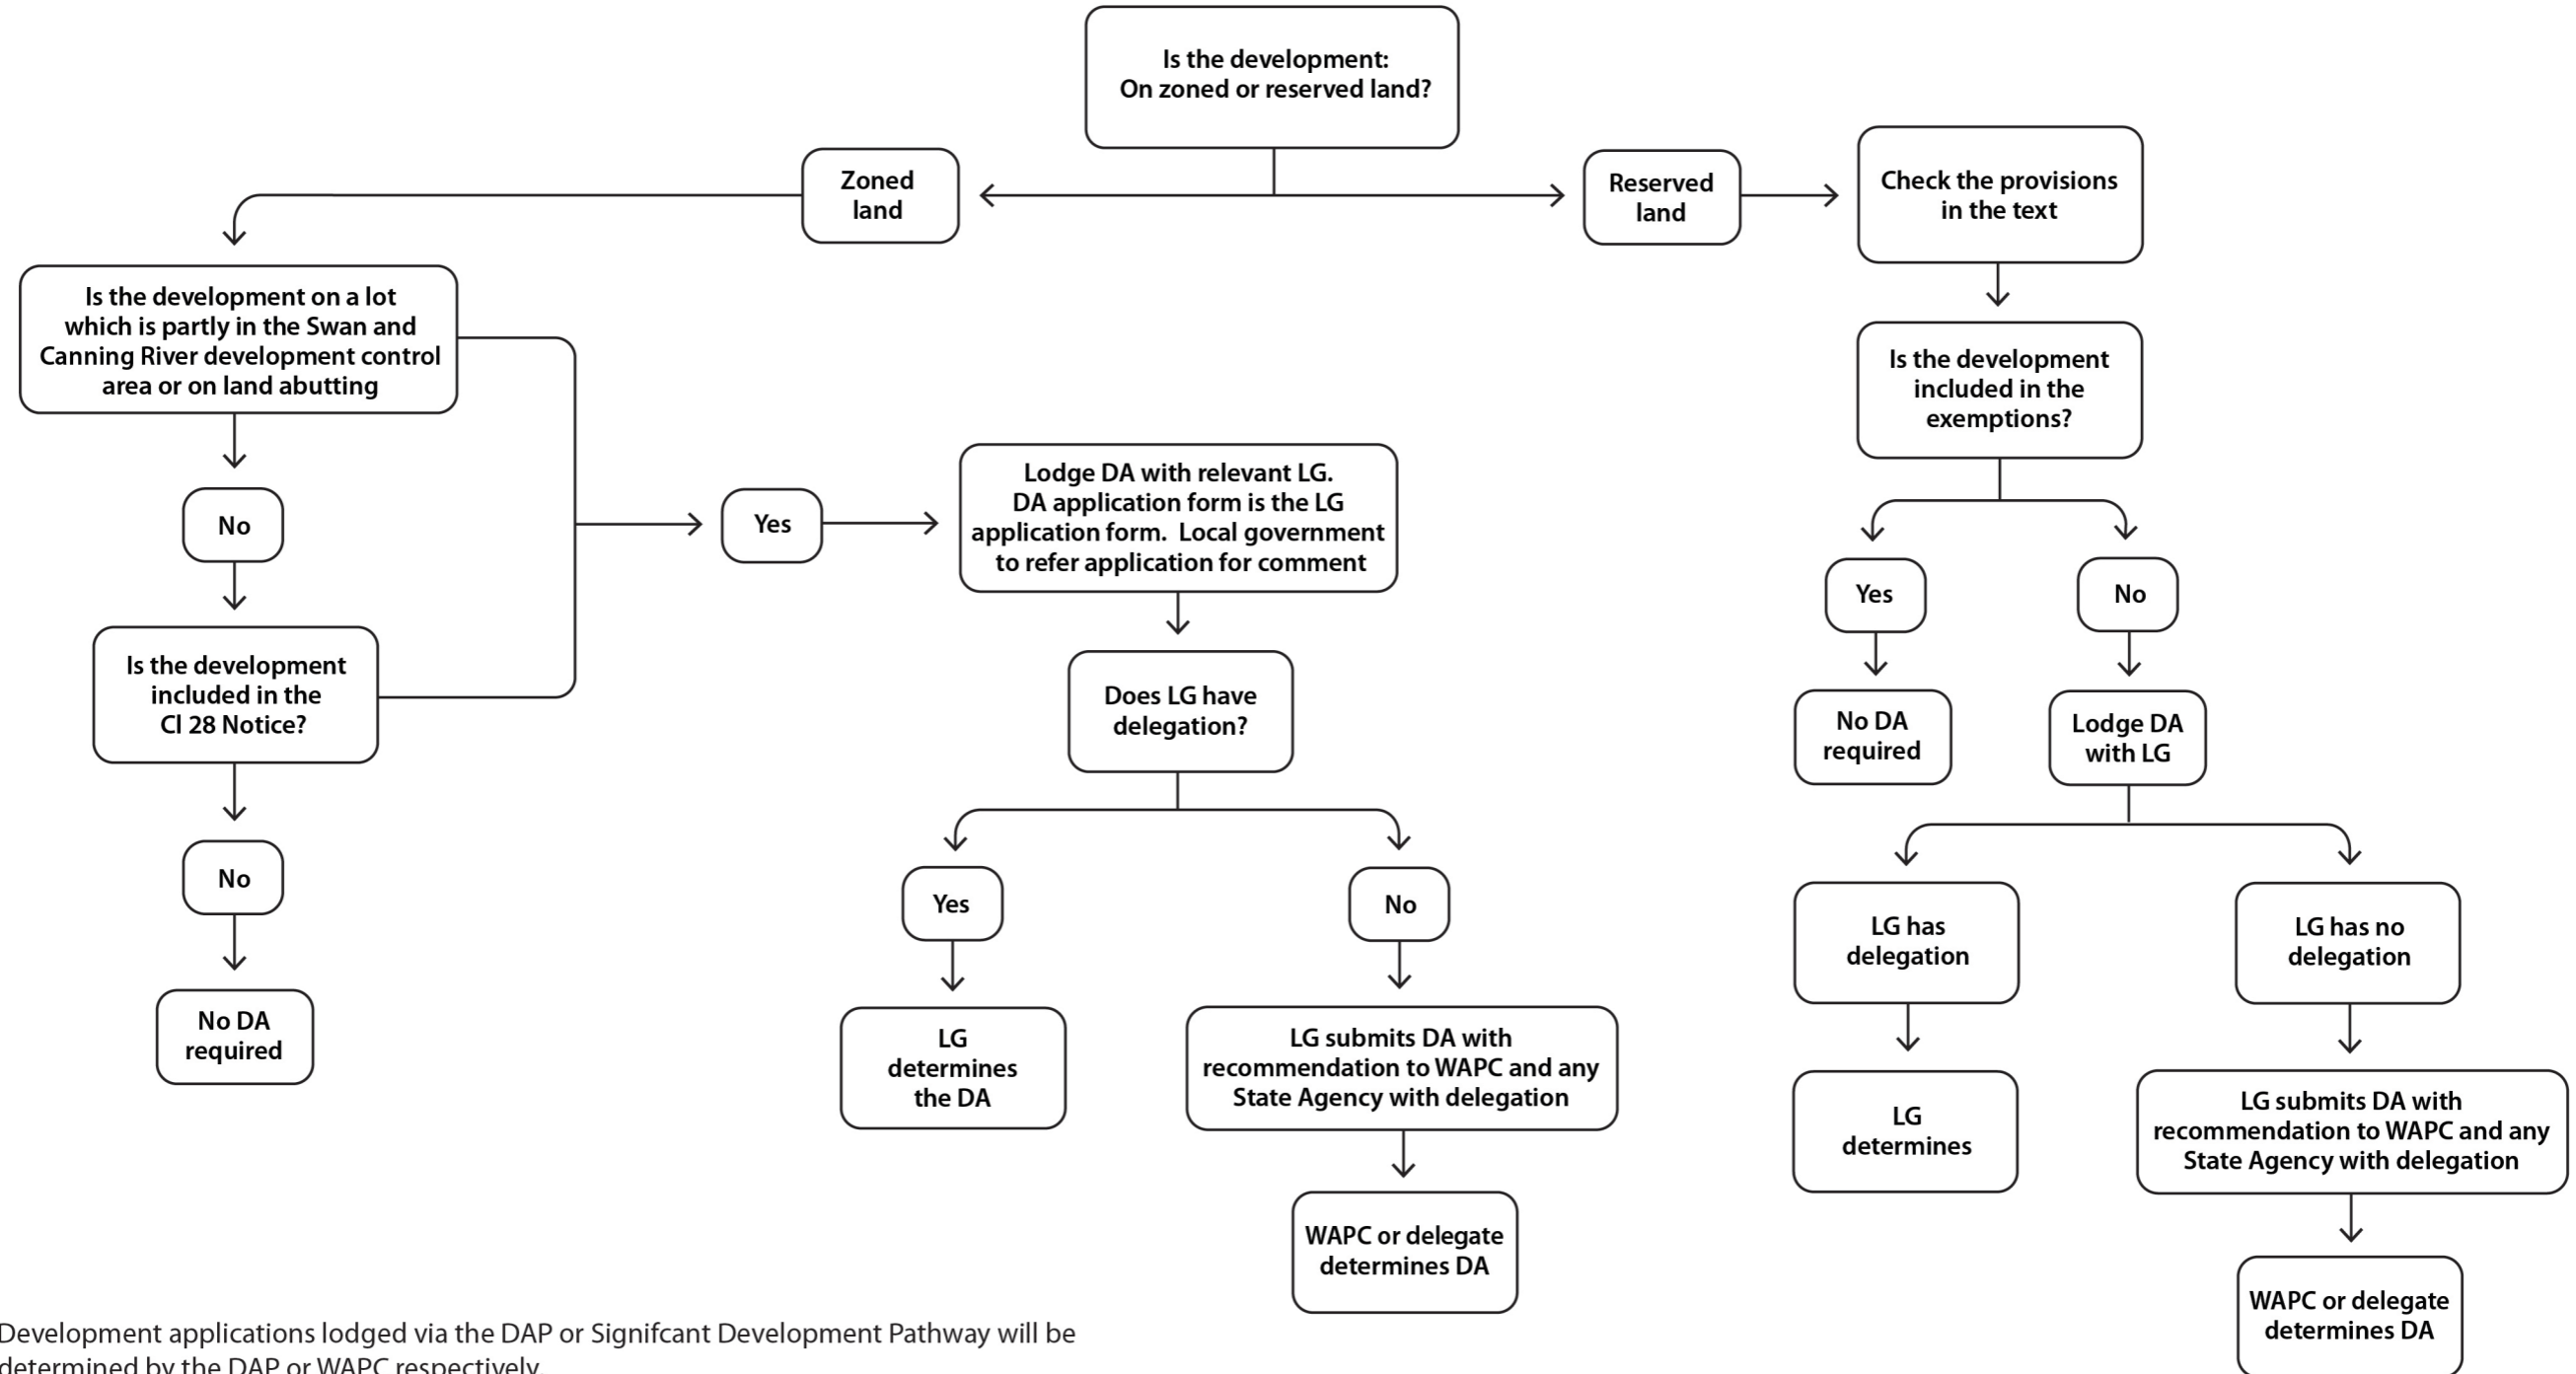 Is the development:
On zoned or reserved land?
Zoned
land
Reserved
land
Check the provisions
in the text
Is the development on a lot
which is partly in the Swan and
Canning River development control
area or on land abutting
No
Is the development
included in the
Cl 28 Notice?
No
No DA
required
Yes
Lodge DA with relevant LG.
DA application form is the LG
application form.  Local government
to refer application for comment
Does LG have
delegation?
Yes
LG
determines
the DA
No
LG submits DA with
recommendation to WAPC and any
State Agency with delegation
WAPC or delegate
determines DA
Is the development
included in the
exemptions?
Yes
No DA
required
No
Lodge DA
with LG
LG has
delegation
LG
determines
LG has no
delegation
LG submits DA with
recommendation to WAPC and any
State Agency with delegation
WAPC or delegate
determines DA
Development applications lodged via the DAP or Signifcant Development Pathway will be
determined by the DAP or WAPC respectively